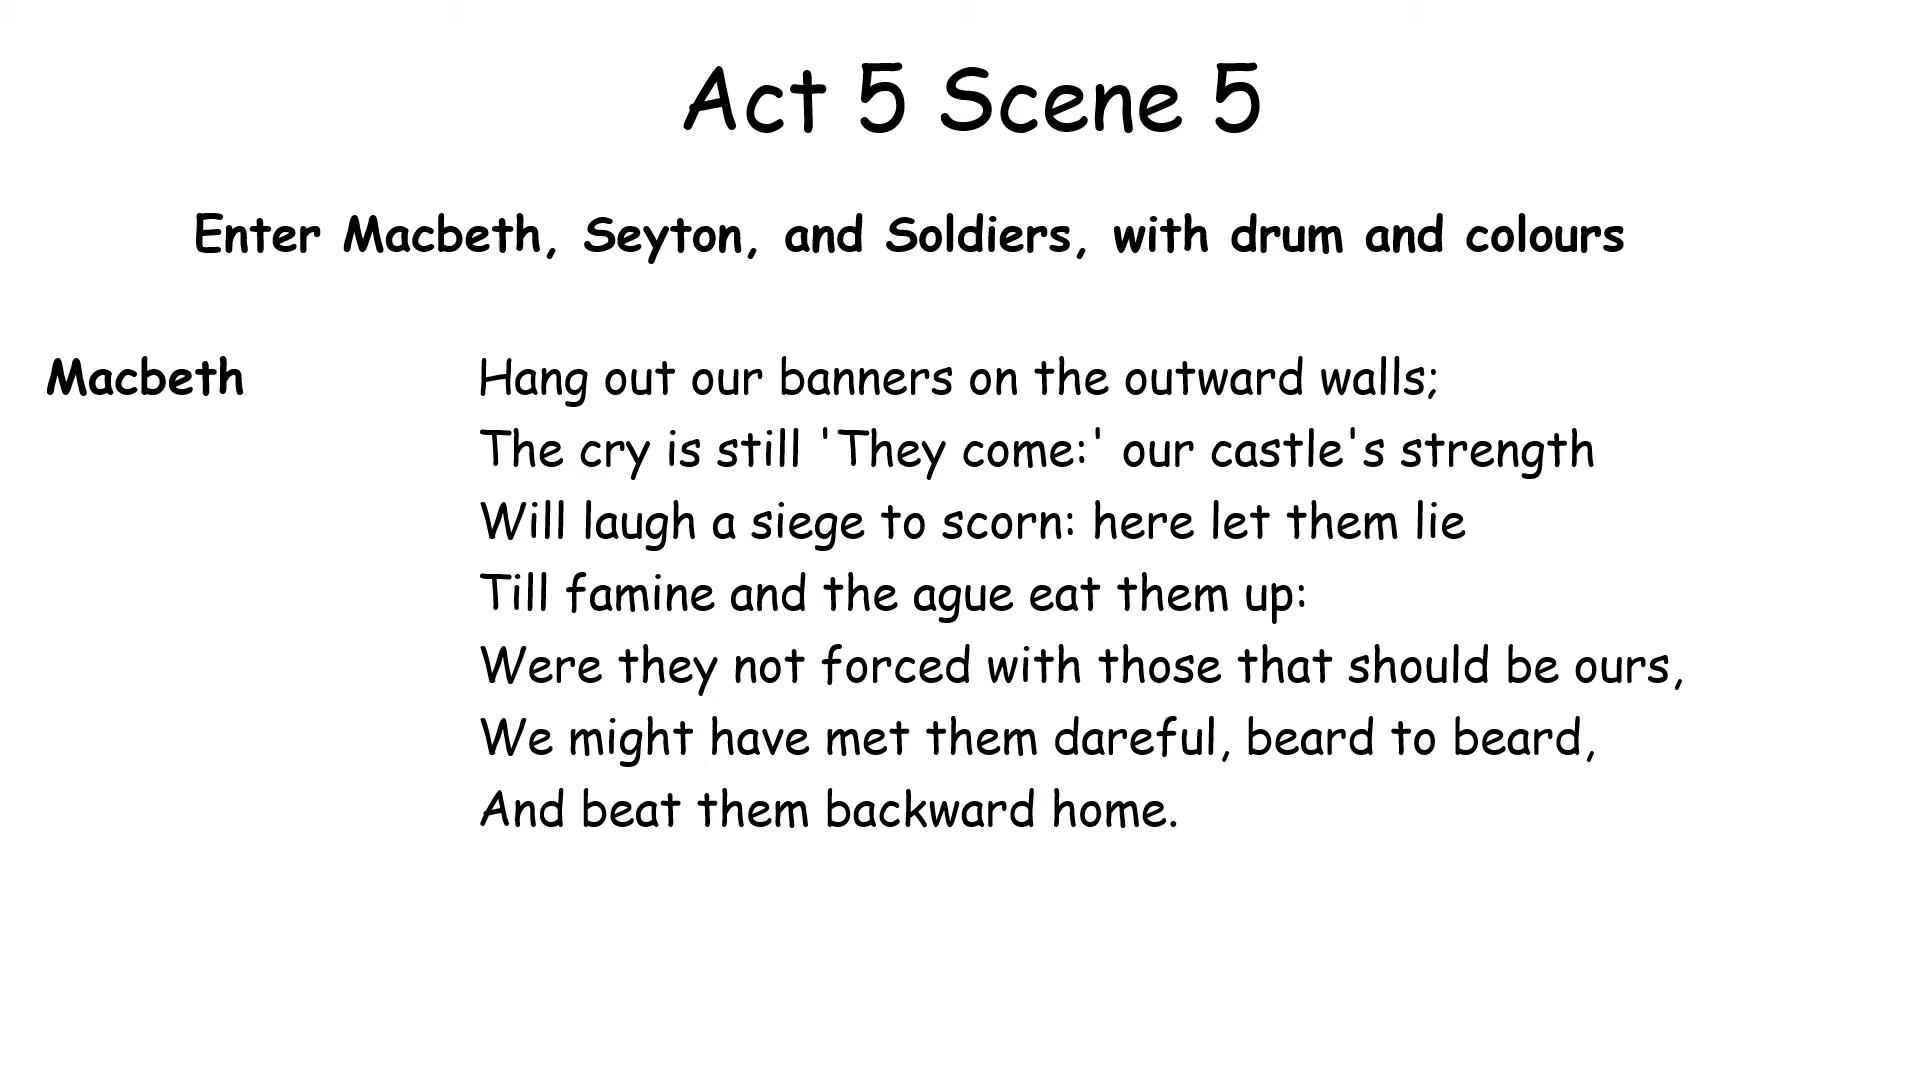 Act 5 Scene 5
Enter Macbeth, Seyton, and Soldiers, with drum and colours
Macbeth Hang out our banners on the outward walls;
The cry is still 'They come:' our castle's strength
Will laugh a siege to scorn: here let them lie
Till famine and the ague eat them up:
Were they not forced with those that should be ours,
We might have met them dareful, beard to beard,
And beat them backward home.